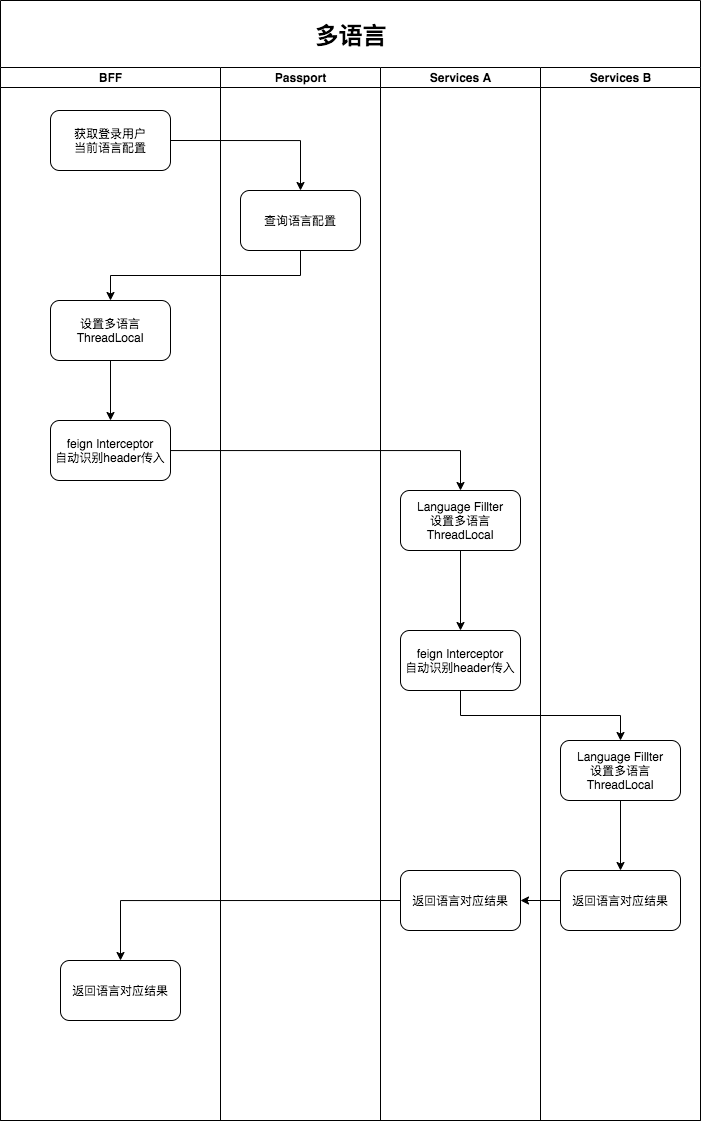 多语言
BFF
Passport
Services A
Services B
获取登录用户
当前语言配置
查询语言配置
设置多语言
ThreadLocal
feign Interceptor
自动识别header传入
Language Fillter
设置多语言
ThreadLocal
feign Interceptor
自动识别header传入
Language Fillter
设置多语言
ThreadLocal
返回语言对应结果
返回语言对应结果
返回语言对应结果